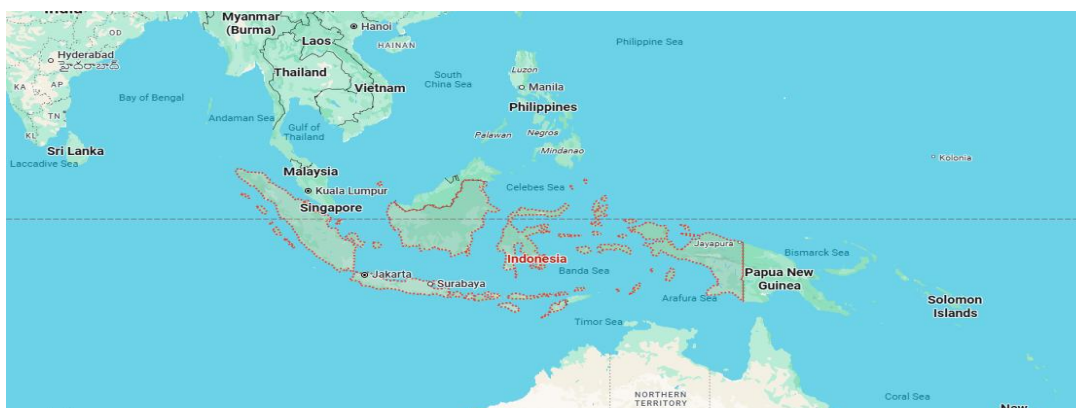 India
Myanmar
(Burma)
Hanoi
OD
Laos
HAINAN
Philippine Sea
Hyderabad
హైదరాబాద్
Thailand
South
China Sea
Luzon
Manila
KA
AP
Vietnam
Bay of Bengal
Philippines
TN
Andaman Sea
Gulf of
Thailand
KL
Palawan
Negros
Sri Lanka
Mindanao
Laccadive Sea
Kolonia
Malaysia
Kuala Lumpur
Celebes Sea
Singapore
Jayapura
Bismarck Sea
Indonesia
Jakarta
Banda Sea
Papua New
Guinea
Surabaya
Arafura Sea
Solomon
Islands
Timor Sea
NORTHERN
TERRITORY
Coral Sea